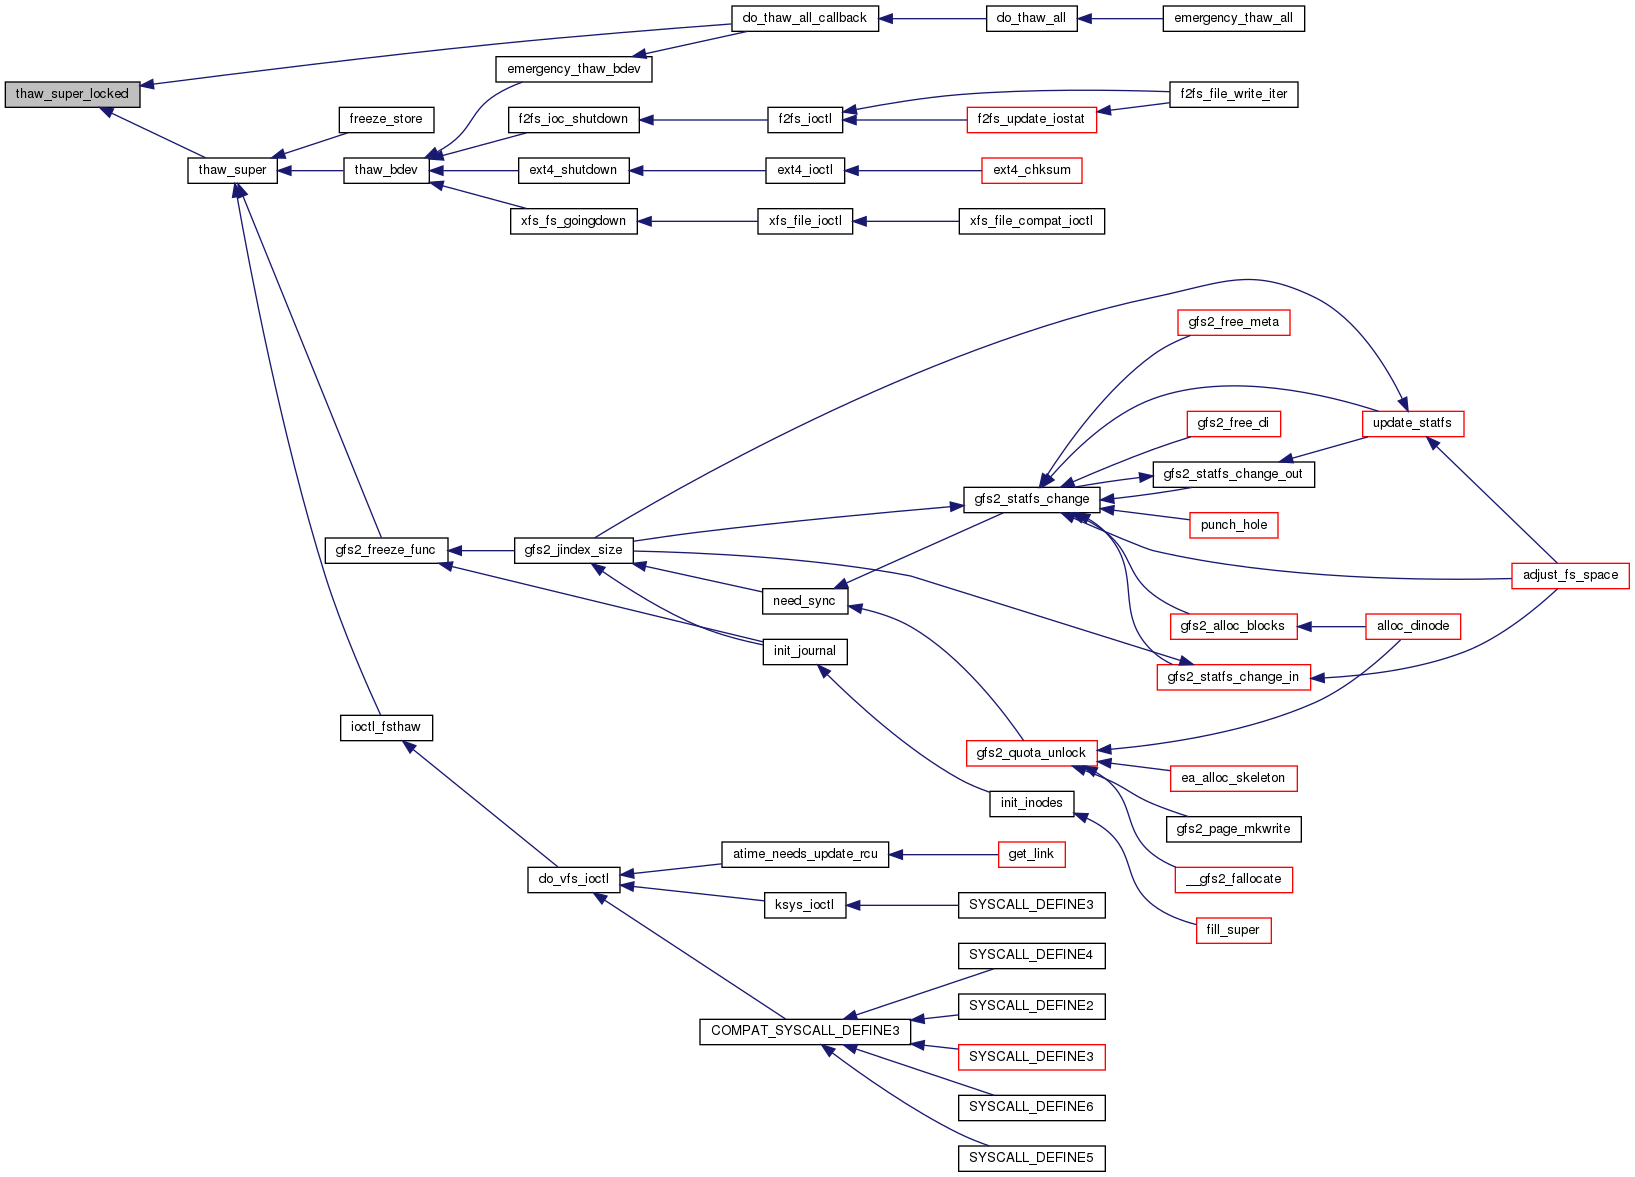 do_thaw_all_callback
do_thaw_all
emergency_thaw_all
emergency_thaw_bdev
thaw_super_locked
f2fs_file_write_iter
freeze_store
f2fs_ioc_shutdown
f2fs_ioctl
f2fs_update_iostat
thaw_super
thaw_bdev
ext4_shutdown
ext4_ioctl
ext4_chksum
xfs_fs_goingdown
xfs_file_ioctl
xfs_file_compat_ioctl
gfs2_free_meta
gfs2_free_di
update_statfs
gfs2_statfs_change_out
gfs2_statfs_change
punch_hole
gfs2_freeze_func
gfs2_jindex_size
adjust_fs_space
need_sync
gfs2_alloc_blocks
alloc_dinode
init_journal
gfs2_statfs_change_in
ioctl_fsthaw
gfs2_quota_unlock
ea_alloc_skeleton
init_inodes
gfs2_page_mkwrite
atime_needs_update_rcu
get_link
do_vfs_ioctl
__gfs2_fallocate
ksys_ioctl
SYSCALL_DEFINE3
fill_super
SYSCALL_DEFINE4
SYSCALL_DEFINE2
COMPAT_SYSCALL_DEFINE3
SYSCALL_DEFINE3
SYSCALL_DEFINE6
SYSCALL_DEFINE5